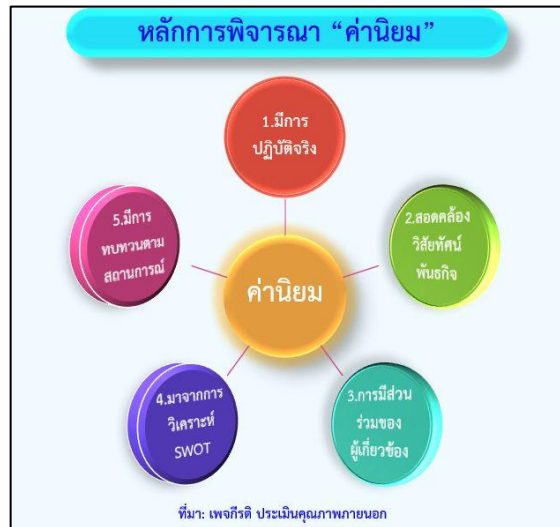 หลักการพิจารณา “ค่านิยม”
1.มีการ
ปฏิบัติจริง
2.สอดคล้อง
วิสัยทัศน์
พันธกิจ
3.การมีส่วน
ร่วมของ
ผู้เกี่ยวข้อง
4.มาจากการ
วิเคราะห์
SWOT
5.มีการ
ทบทวนตาม
สถานการณ์
ค่านิยม
ที่มา: เพจกีรติ ประเมินคุณภาพภายนอก